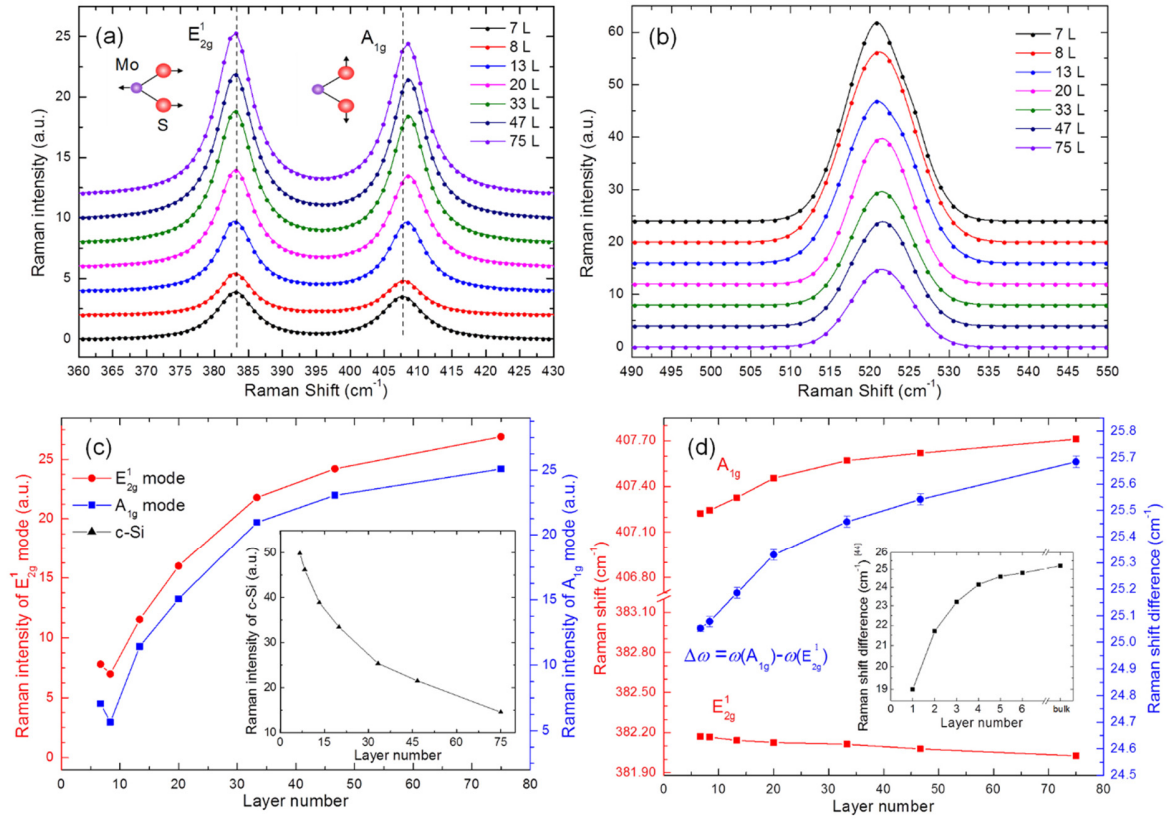 (a)
E¹₂g
A₁g
Mo
S
7 L
8 L
13 L
20 L
33 L
47 L
75 L
Raman intensity (a.u.)
25
20
15
10
5
0
360 365 370 375 380 385 390 395 400 405 410 415 420 425 430
Raman Shift (cm⁻¹)
(b)
7 L
8 L
13 L
20 L
33 L
47 L
75 L
Raman intensity (a.u.)
60
50
40
30
20
10
0
490 495 500 505 510 515 520 525 530 535 540 545 550
Raman Shift (cm⁻¹)
(c)
E¹₂g mode
A₁g mode
c-Si
Raman intensity of E¹₂g mode (a.u.)
25
20
15
10
5
0
Raman intensity of A₁g mode (a.u.)
25
20
15
10
5
0
Raman intensity of c-Si (a.u.)
50
40
30
20
10
0 15 30 45 60 75
Layer number
0 10 20 30 40 50 60 70 80
Layer number
(d)
A₁g
Δω =ω(A₁g)-ω(E¹₂g)
E¹₂g
Raman shift (cm⁻¹)
407.70
407.40
407.10
406.80
383.10
382.80
382.50
382.20
381.90
Raman shift difference (cm⁻¹)
25.8
25.7
25.6
25.5
25.4
25.3
25.2
25.1
25.0
24.9
24.8
24.7
24.6
24.5
Raman shift difference (cm⁻¹) [44]
26
25
24
23
22
21
20
19
0 1 2 3 4 5 6 bulk
Layer number
0 10 20 30 40 50 60 70 80
Layer number